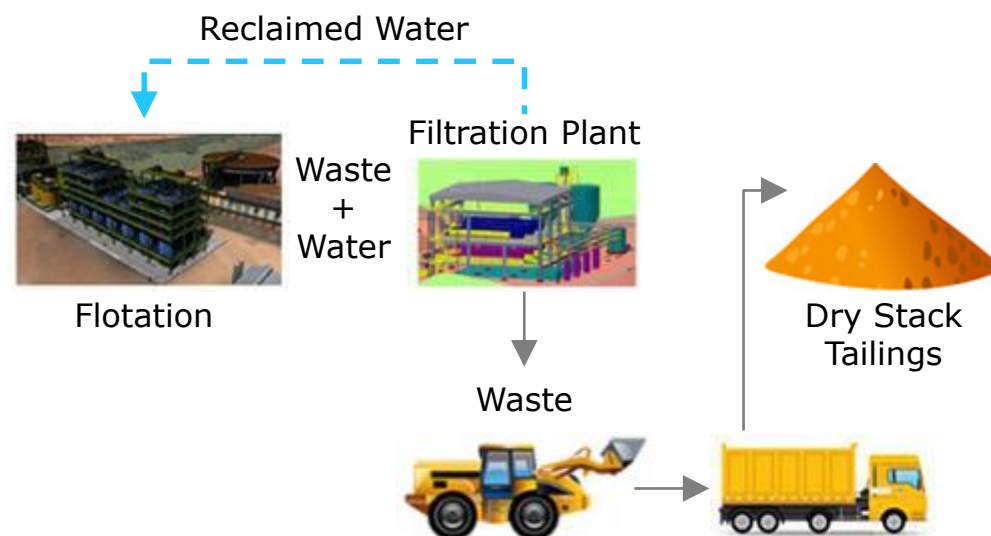 Reclaimed Water
Filtration Plant
Waste
+
Water
Flotation
Dry Stack
Tailings
Waste